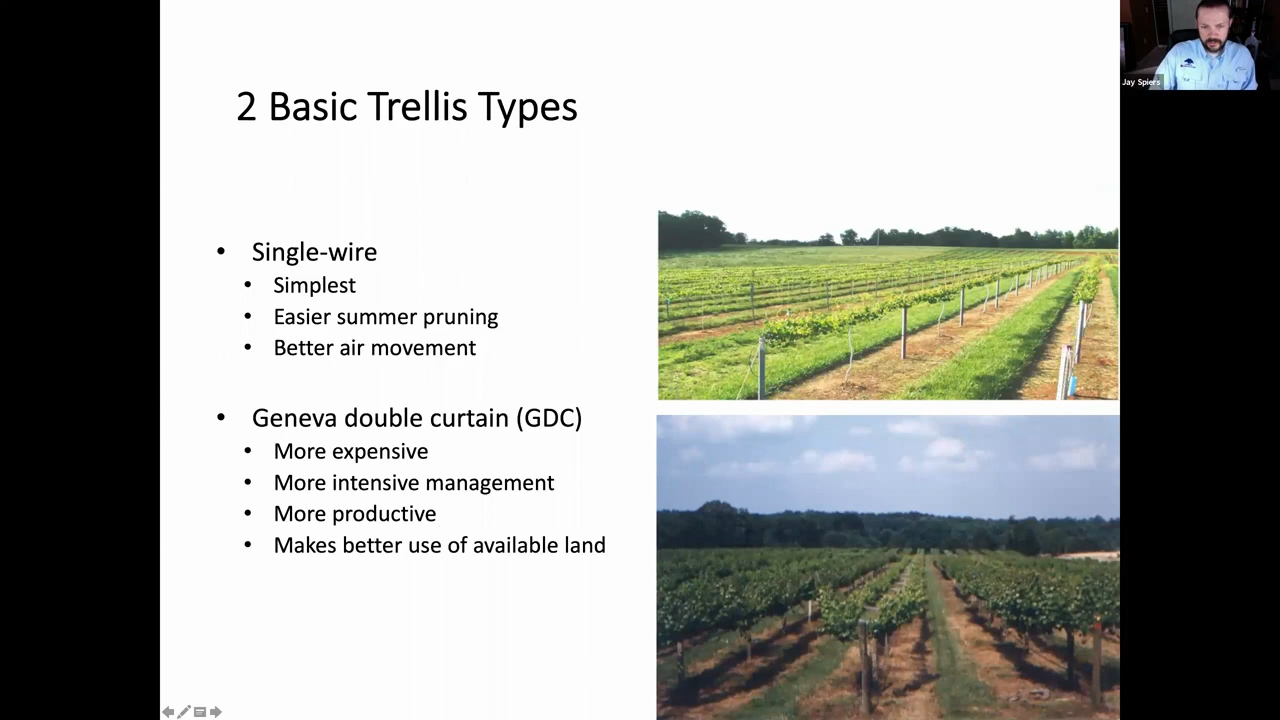 2 Basic Trellis Types
Jay Spiers
• Single-wire
• Simplest
• Easier summer pruning
• Better air movement
• Geneva double curtain (GDC)
• More expensive
• More intensive management
• More productive
• Makes better use of available land